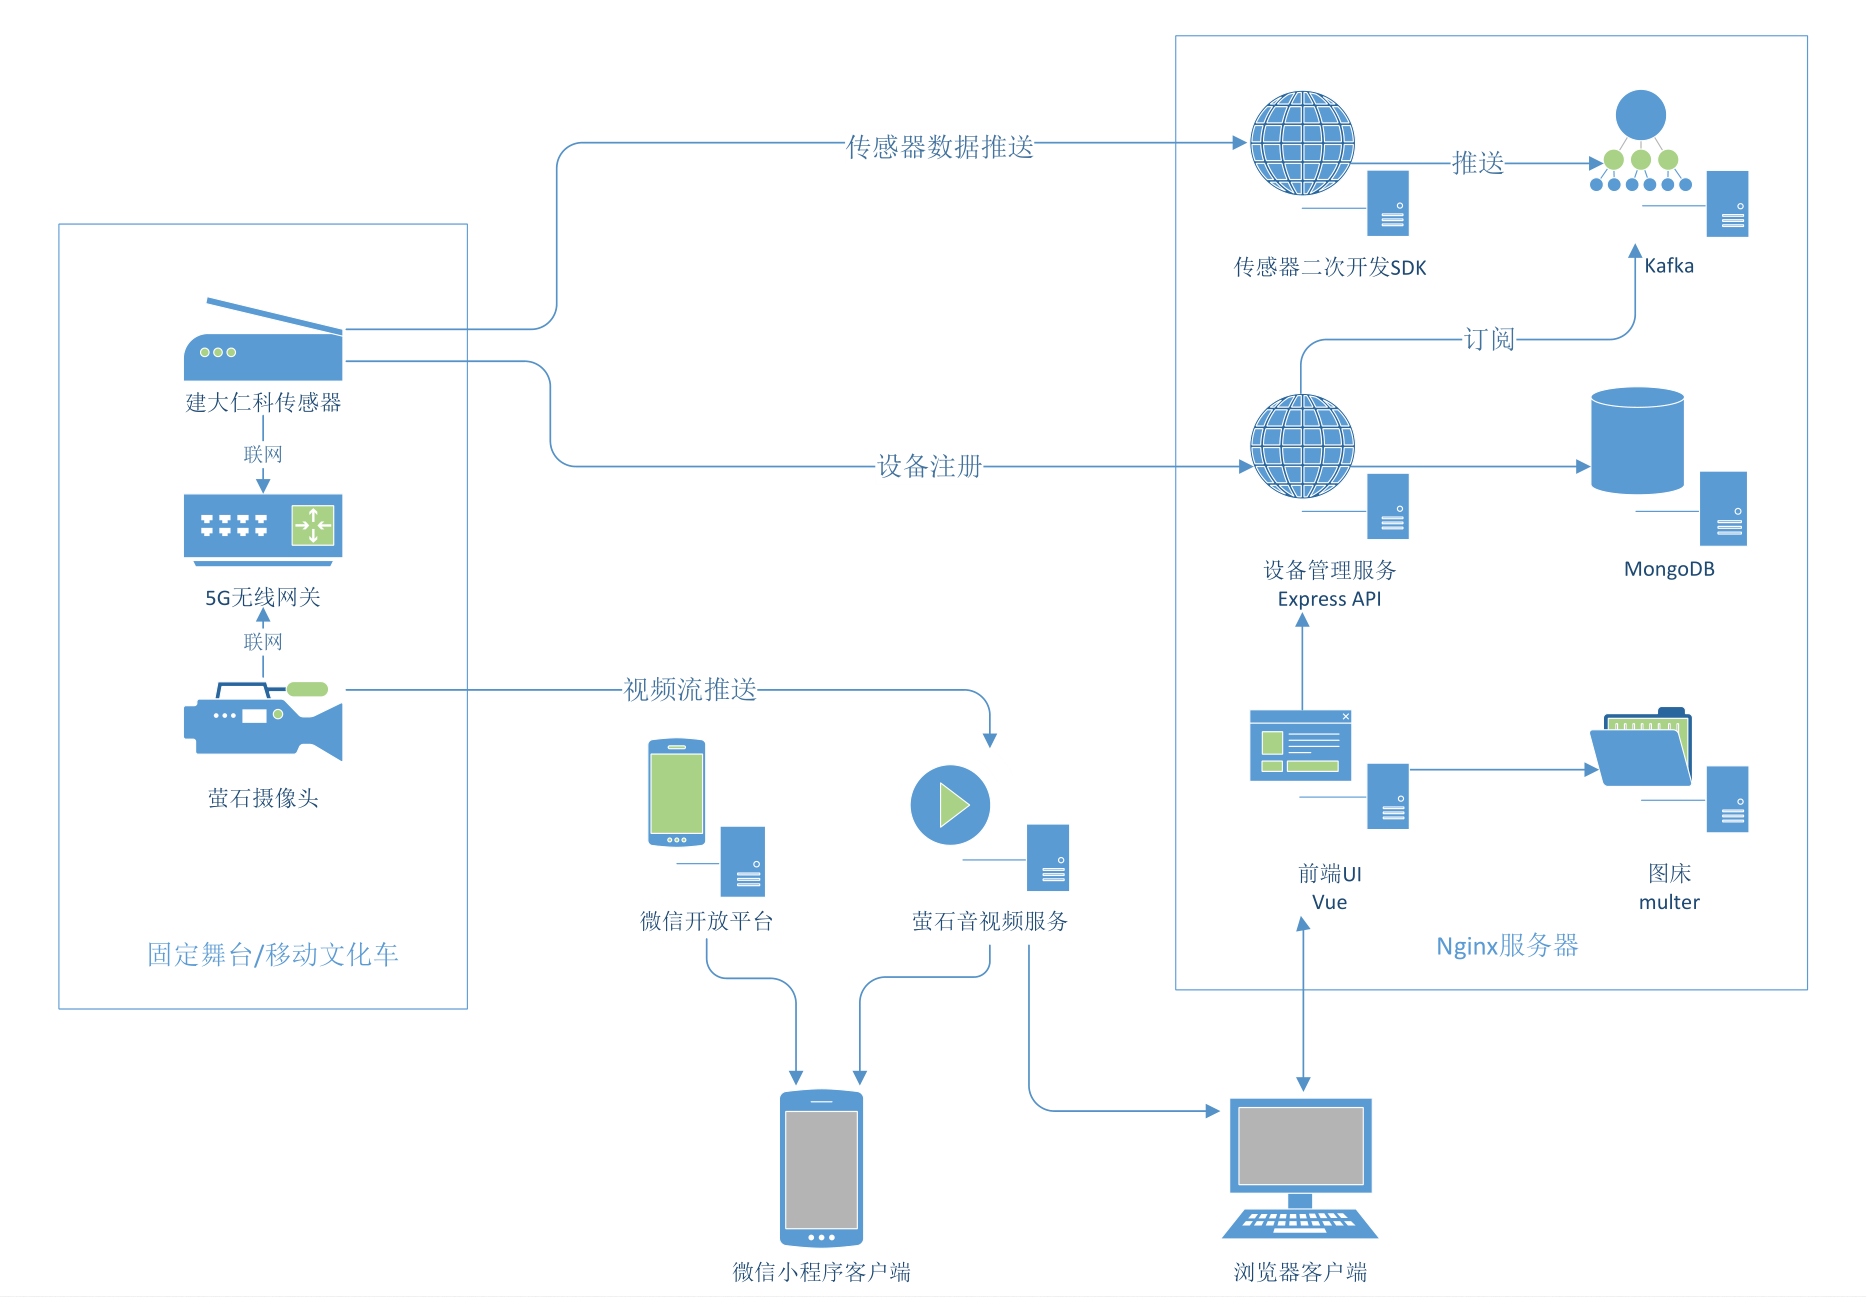 传感器数据推送
推送
传感器二次开发SDK
Kafka
订阅
建大仁科传感器
联网
设备注册
5G无线网关
联网
设备管理服务
Express API
MongoDB
视频流推送
萤石摄像头
微信开放平台
萤石音视频服务
前端UI
Vue
图床
multer
固定舞台/移动文化车
Nginx服务器
微信小程序客户端
浏览器客户端